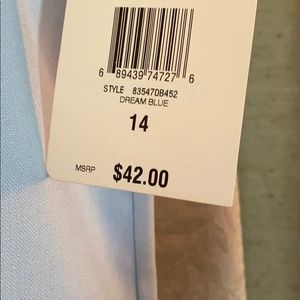 6 89439 74727 6
STYLE 83547DB452
DREAM BLUE
14
MSRP $42.00